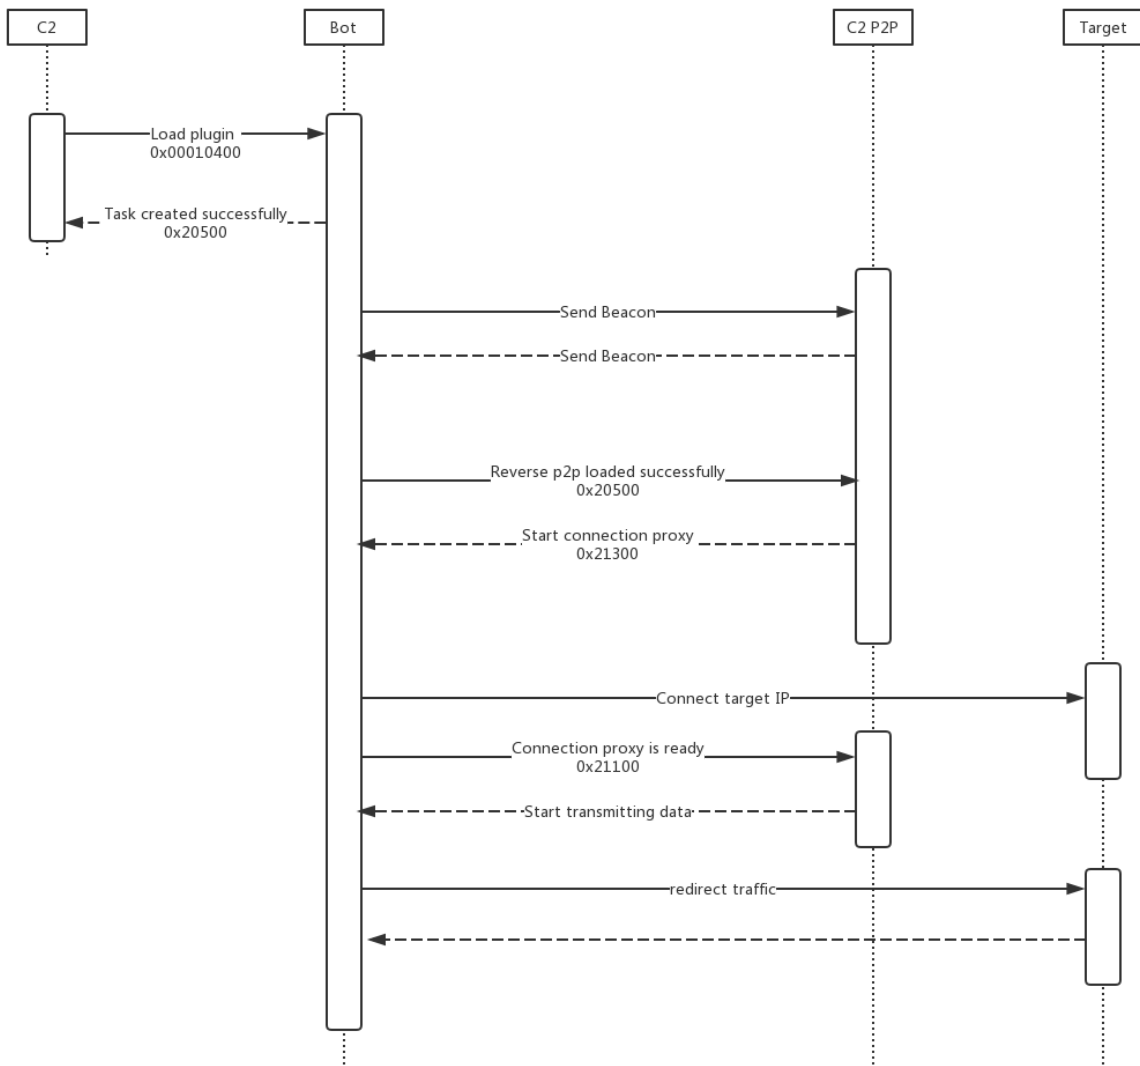 C2
Bot
C2 P2P
Target
Load plugin
0x00010400
Task created successfully
0x20500
Send Beacon
Send Beacon
Reverse p2p loaded successfully
0x20500
Start connection proxy
0x21300
Connect target IP
Connection proxy is ready
0x21100
Start transmitting data
redirect traffic